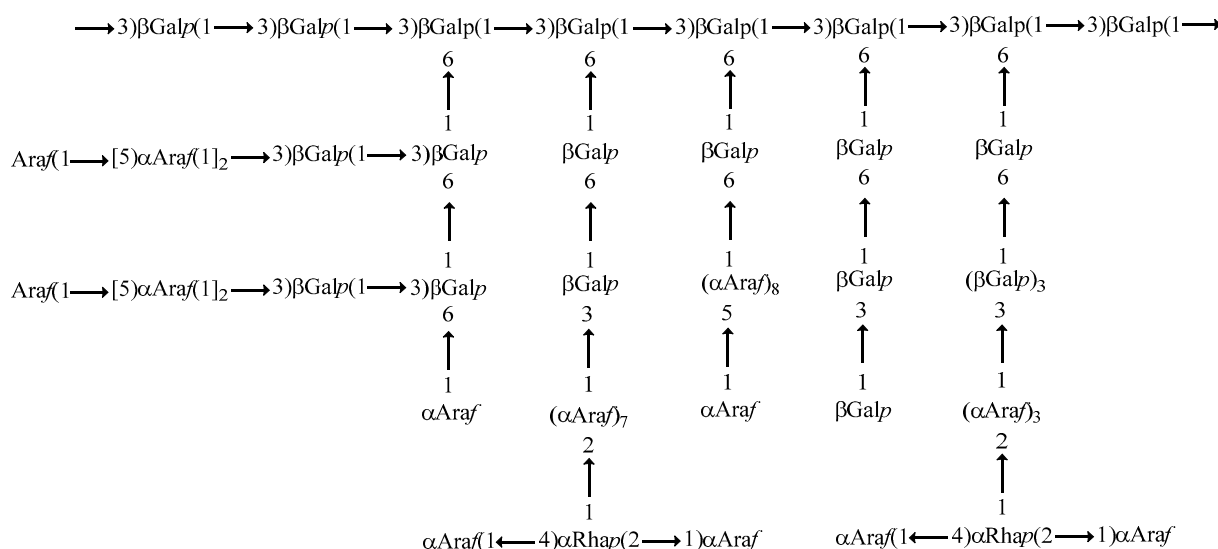 3)βGalp(1 3)βGalp(1 3)βGalp(1 3)βGalp(1 3)βGalp(1 3)βGalp(1 3)βGalp(1 3)βGalp(1
6 6 6 6 6
1 1 1 1 1
Araf(1 [5)αAraf(1]2 3)βGalp(1 3)βGalp βGalp βGalp βGalp βGalp
6 6 6 6 6
1 1 1 1 1
Araf(1 [5)αAraf(1]2 3)βGalp(1 3)βGalp βGalp (αAraf)8 βGalp (βGalp)3
6 3 5 3 3
1 1 1 1 1
αAraf (αAraf)7 αAraf βGalp (αAraf)3
2 2
1 1
αAraf(1 4)αRhap(2 1)αAraf αAraf(1 4)αRhap(2 1)αAraf